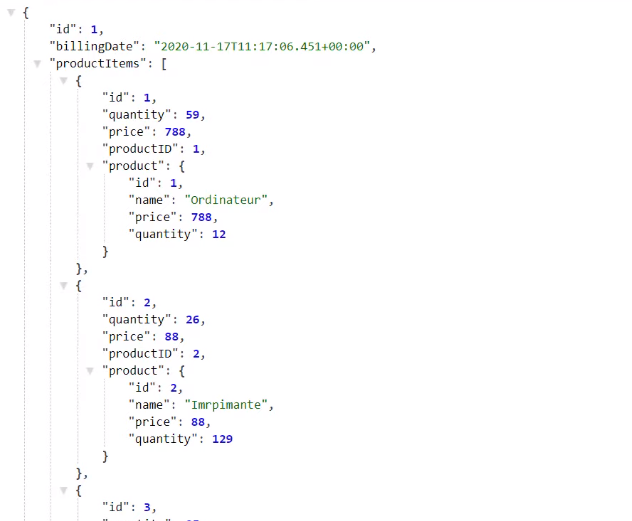 {
"id": 1,
"billingDate": "2020-11-17T11:17:06.451+00:00",
"productItems": [
{
"id": 1,
"quantity": 59,
"price": 788,
"productID": 1,
"product": {
"id": 1,
"name": "Ordinateur",
"price": 788,
"quantity": 12
}
},
{
"id": 2,
"quantity": 26,
"price": 88,
"productID": 2,
"product": {
"id": 2,
"name": "Imrpimante",
"price": 88,
"quantity": 129
}
},
{
"id": 3,